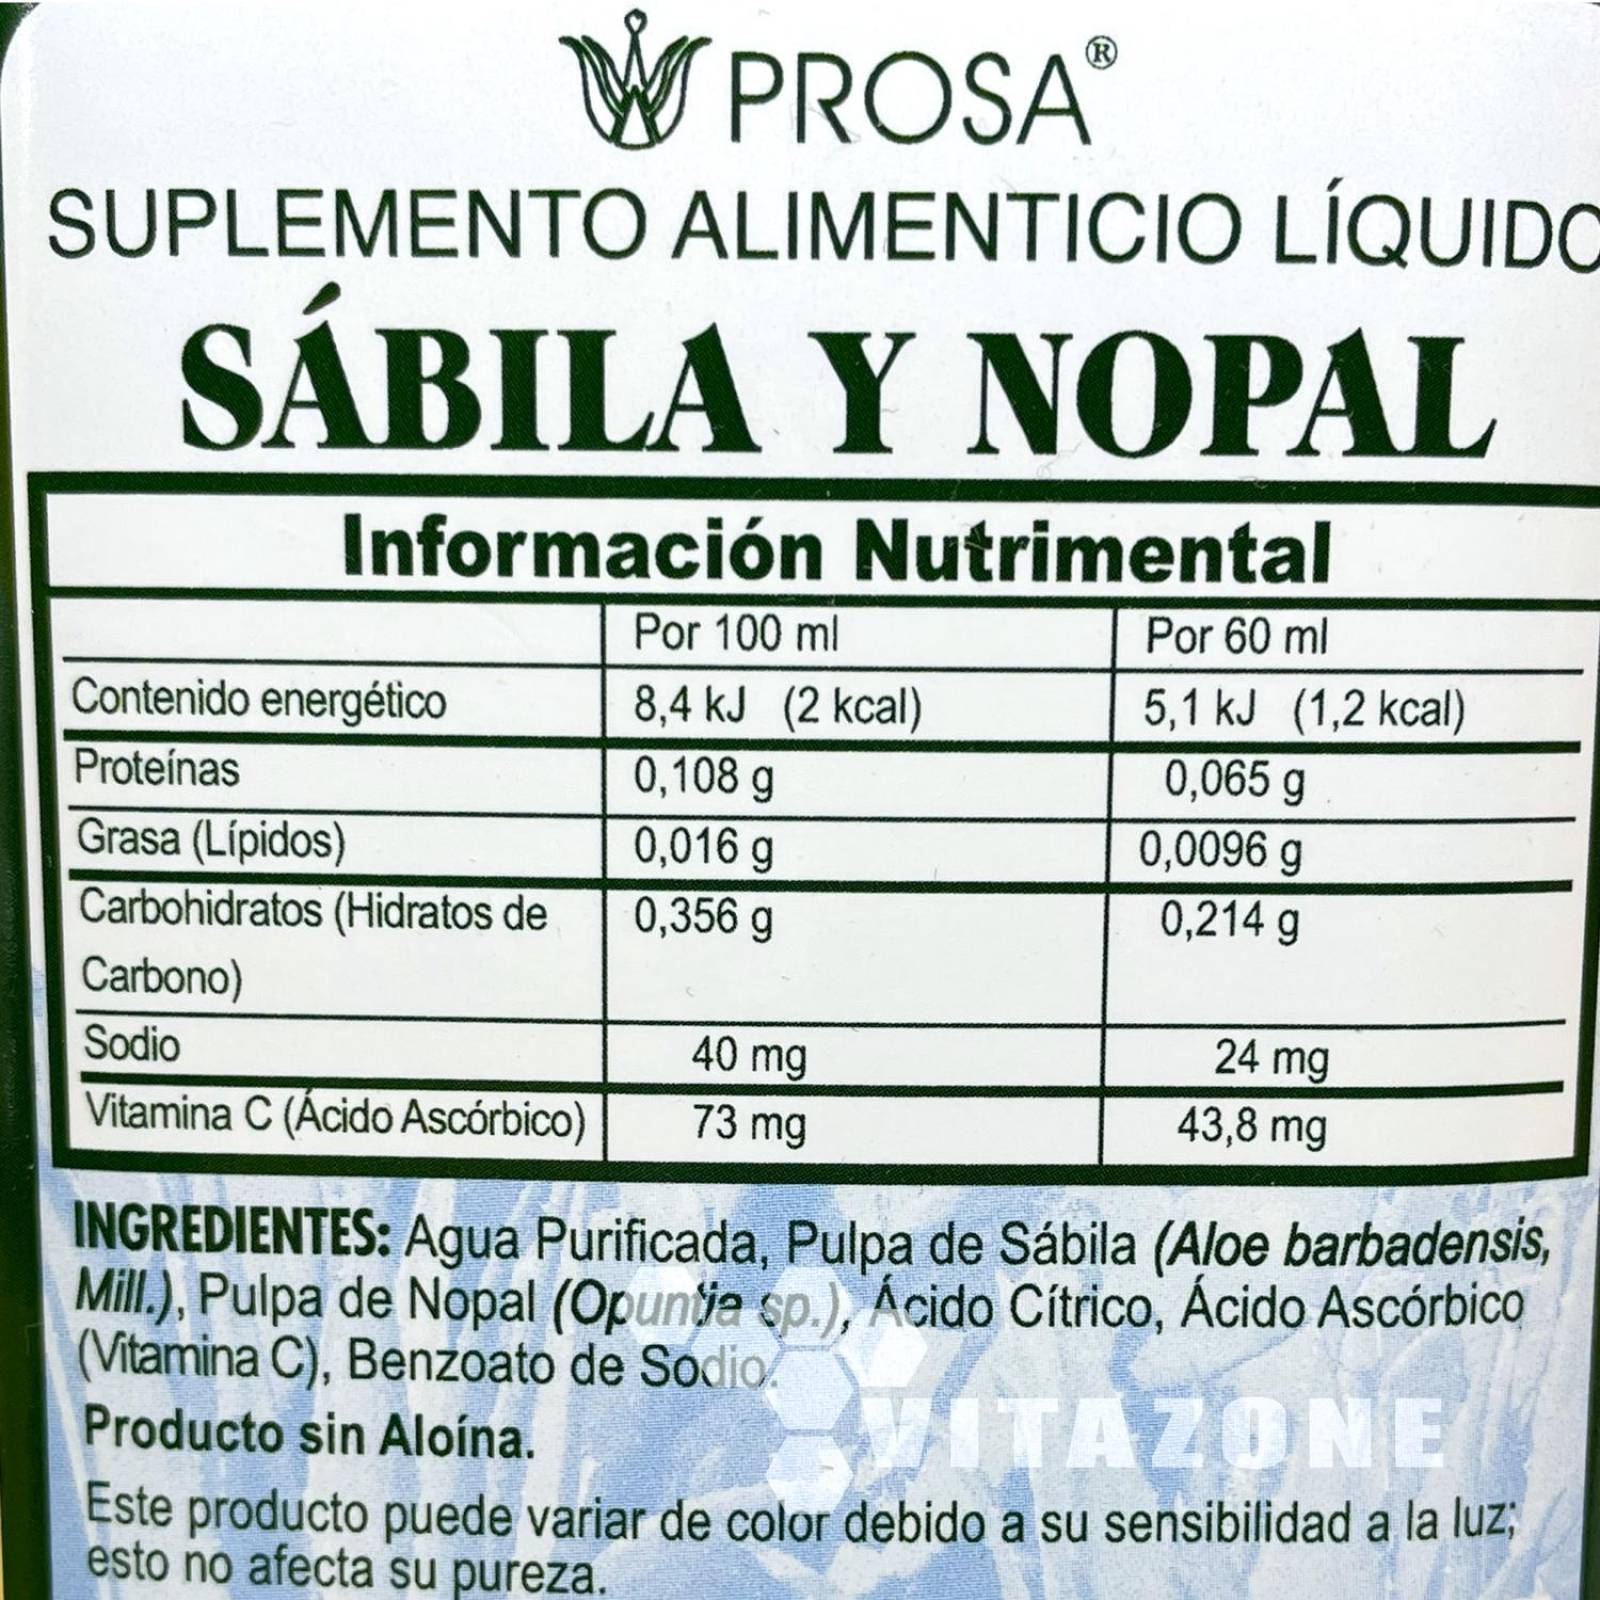 PROSA®
SUPLEMENTO ALIMENTICIO LÍQUIDO
SÁBILA Y NOPAL
Información Nutrimental
Por 100 ml Por 60 ml
Contenido energético 8,4 kJ (2 kcal) 5,1 kJ (1,2 kcal)
Proteínas 0,108 g 0,065 g
Grasa (Lípidos) 0,016 g 0,0096 g
Carbohidratos (Hidratos de 0,356 g 0,214 g
Carbono)
Sodio 40 mg 24 mg
Vitamina C (Ácido Ascórbico) 73 mg 43,8 mg
INGREDIENTES: Agua Purificada, Pulpa de Sábila (Aloe barbadensis,
Mill.), Pulpa de Nopal (Opuntia sp.), Ácido Cítrico, Ácido Ascórbico
(Vitamina C), Benzoato de Sodio.
VITAZONE
Producto sin Aloína.
Este producto puede variar de color debido a su sensibilidad a la luz;
esto no afecta su pureza.